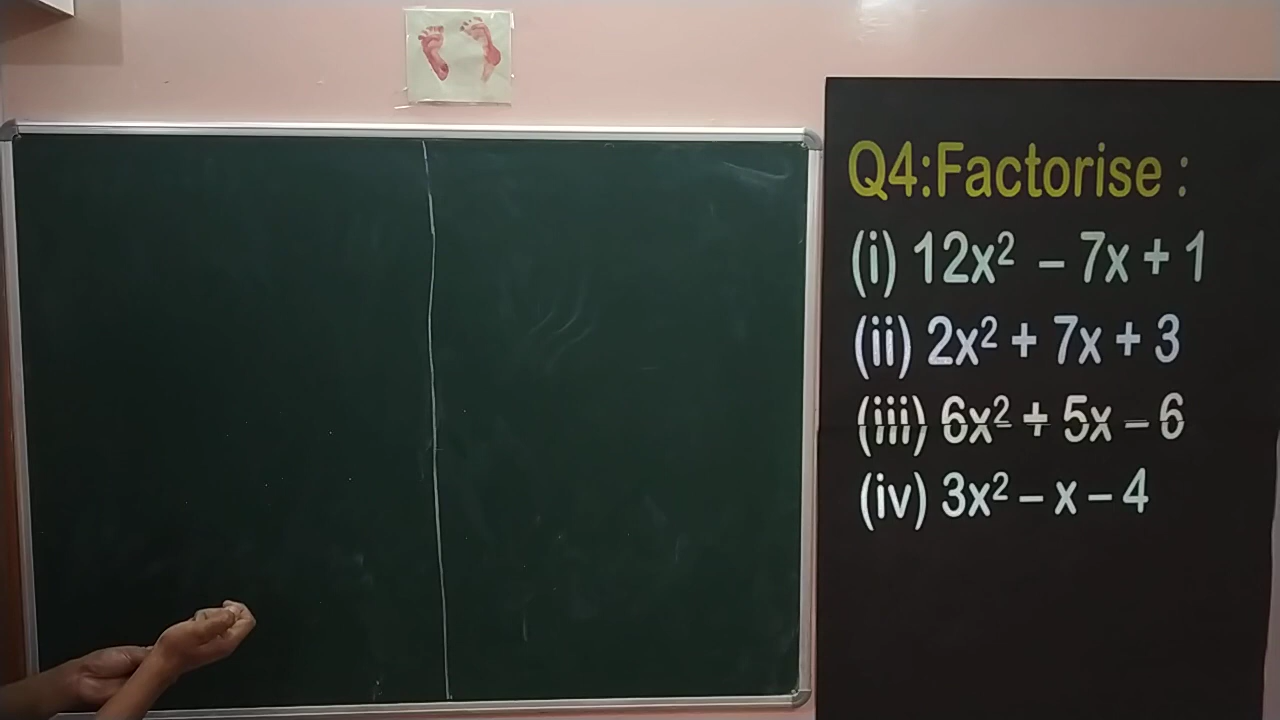 Q4:Factorise :
(i) 12x² – 7x + 1
(ii) 2x² + 7x + 3
(iii) 6x² + 5x – 6
(iv) 3x² – x – 4